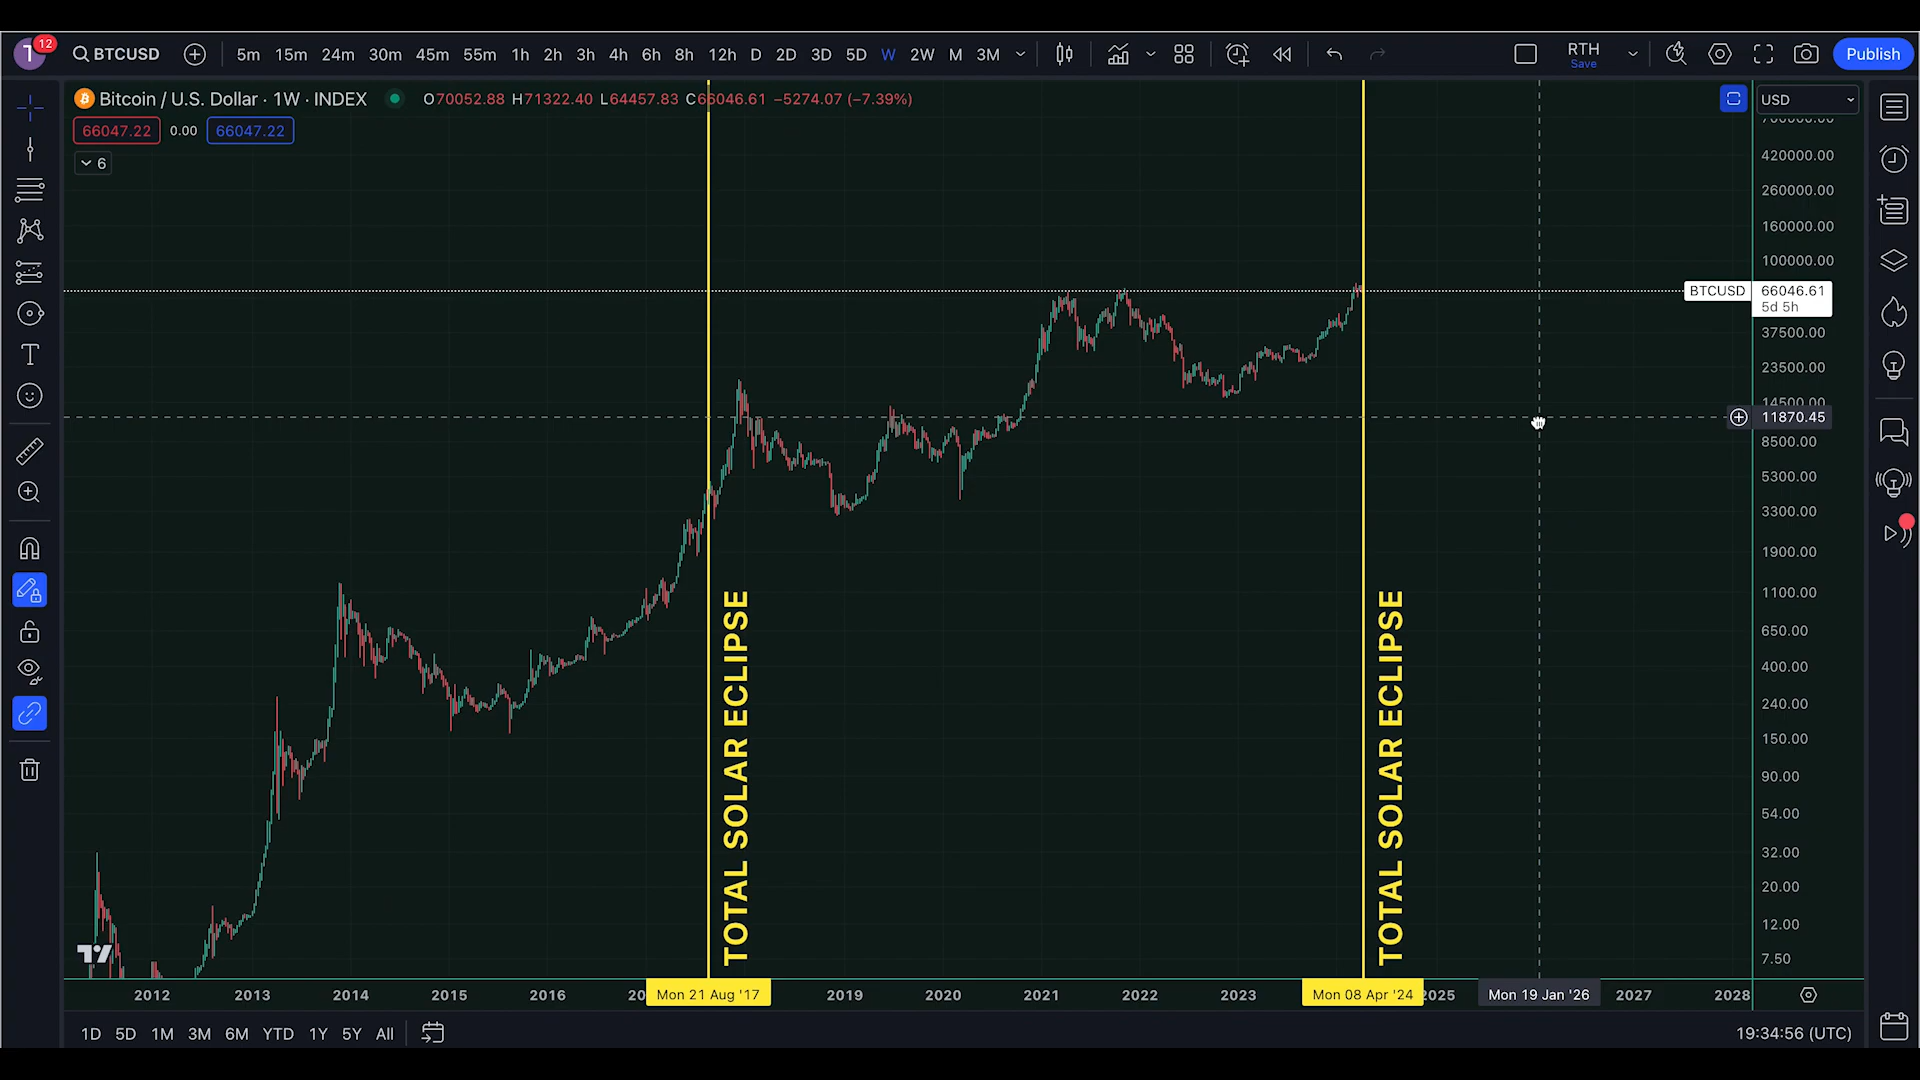 T 12 BTCUSD 5m 15m 24m 30m 45m 55m 1h 2h 3h 4h 6h 8h 12h D 2D 3D 5D W 2W M 3M RTH Save Publish
Bitcoin / U.S. Dollar · 1W · INDEX O70052.88 H71322.40 L64457.83 C66046.61 −5274.07 (−7.39%) USD
66047.22 0.00 66047.22
6
420000.00
260000.00
160000.00
100000.00
BTCUSD 66046.61
5d 5h
37500.00
23500.00
14500.00
11870.45
8500.00
5300.00
3300.00
1900.00
1100.00
650.00
400.00
240.00
150.00
90.00
54.00
32.00
20.00
12.00
7.50
TOTAL SOLAR ECLIPSE
TOTAL SOLAR ECLIPSE
2012 2013 2014 2015 2016 20 Mon 21 Aug '17 2019 2020 2021 2022 2023 Mon 08 Apr '24 2025 Mon 19 Jan '26 2027 2028
1D 5D 1M 3M 6M YTD 1Y 5Y All 19:34:56 (UTC)